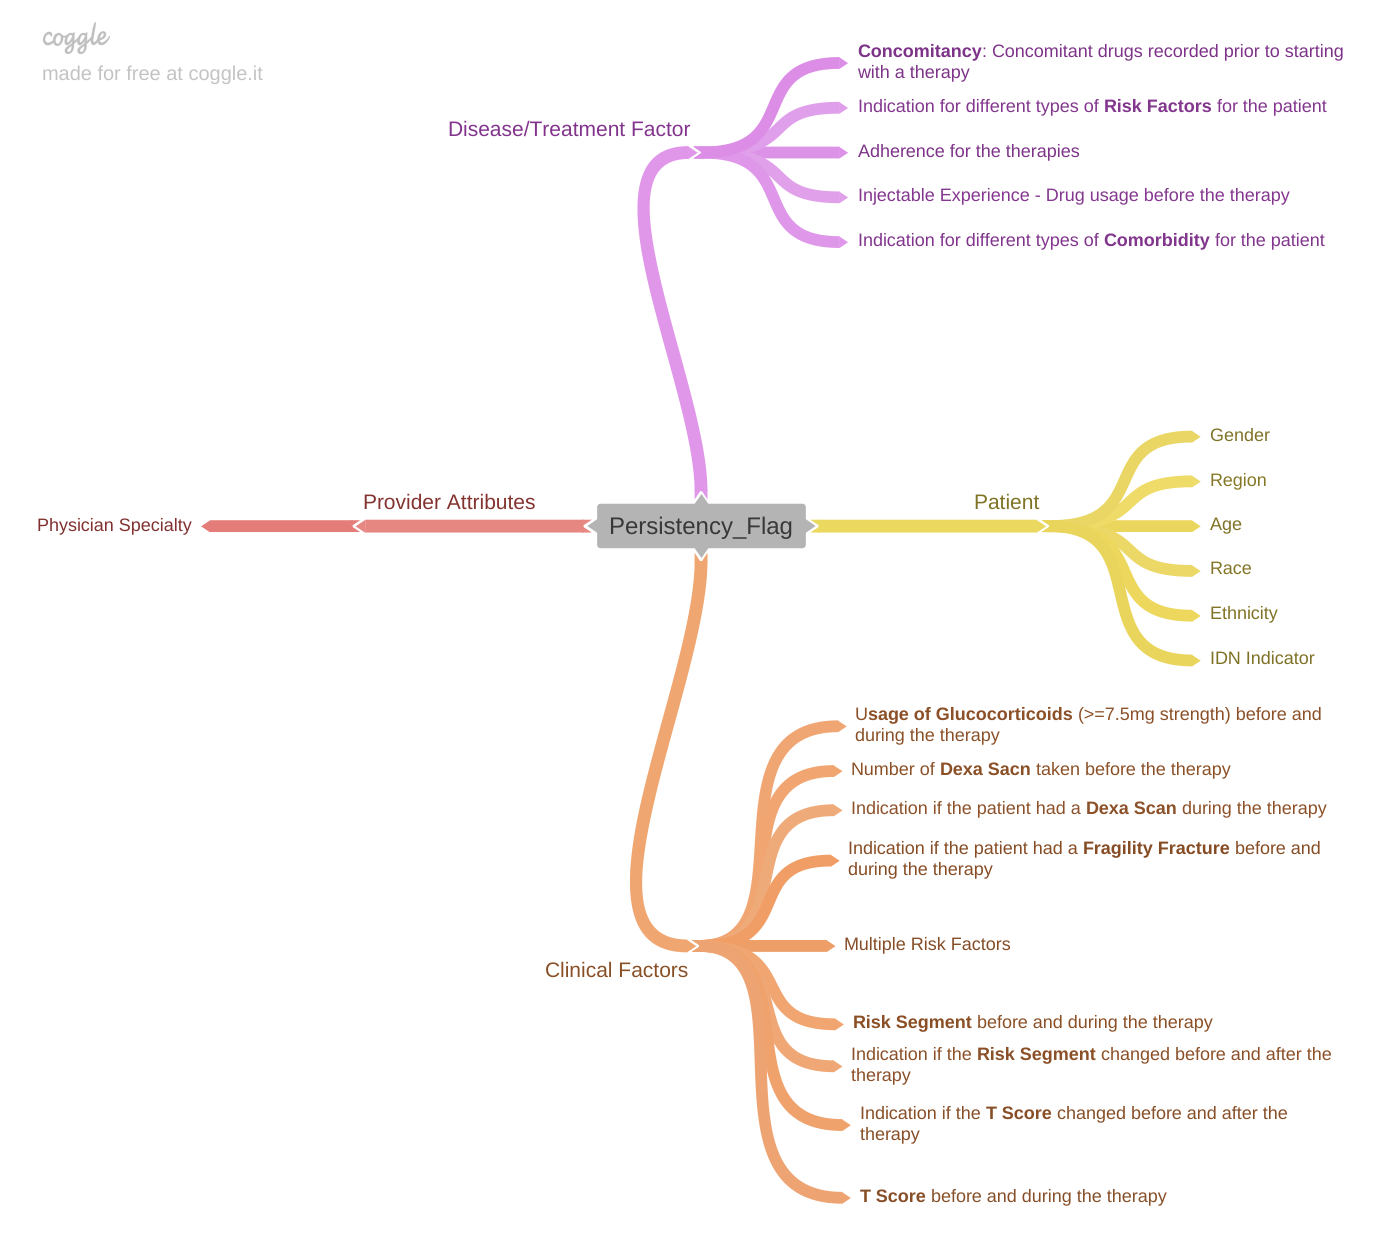 coggle
made for free at coggle.it
Concomitancy: Concomitant drugs recorded prior to starting
with a therapy
Indication for different types of Risk Factors for the patient
Disease/Treatment Factor
Adherence for the therapies
Injectable Experience - Drug usage before the therapy
Indication for different types of Comorbidity for the patient
Provider Attributes
Physician Specialty
Persistency_Flag
Patient
Gender
Region
Age
Race
Ethnicity
IDN Indicator
Usage of Glucocorticoids (>=7.5mg strength) before and
during the therapy
Number of Dexa Sacn taken before the therapy
Indication if the patient had a Dexa Scan during the therapy
Indication if the patient had a Fragility Fracture before and
during the therapy
Multiple Risk Factors
Clinical Factors
Risk Segment before and during the therapy
Indication if the Risk Segment changed before and after the
therapy
Indication if the T Score changed before and after the
therapy
T Score before and during the therapy